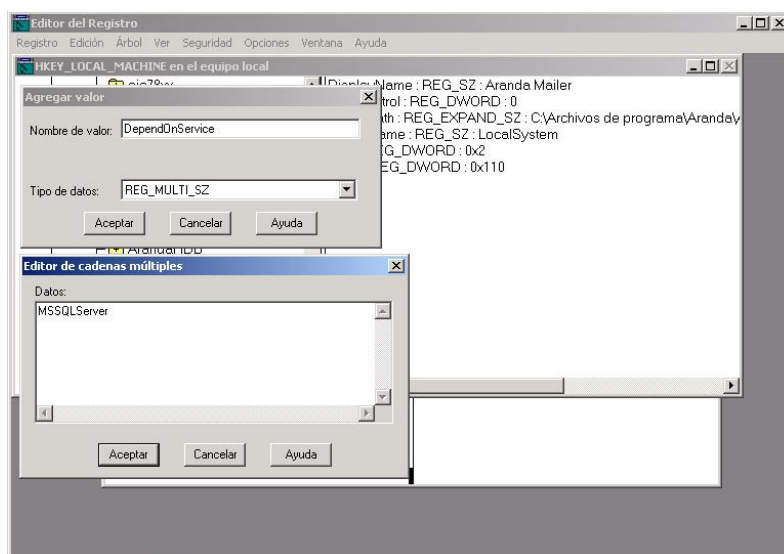 Editor del Registro
Registro Edición Árbol Ver Seguridad Opciones Ventana Ayuda
HKEY_LOCAL_MACHINE en el equipo local
DisplayName : REG_SZ : Aranda Mailer
Agregar valor
trol : REG_DWORD : 0
ath : REG_EXPAND_SZ : C:\Archivos de programa\Aranda\
Nombre de valor: DependOnService
ame : REG_SZ : LocalSystem
EG_DWORD : 0x2
EG_DWORD : 0x110
Tipo de datos: REG_MULTI_SZ
Aceptar Cancelar Ayuda
Editor de cadenas múltiples
Datos:
MSSQLServer
Aceptar Cancelar Ayuda